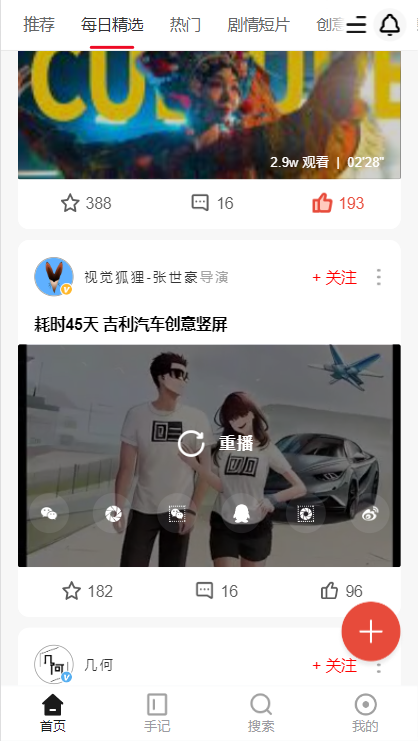 推荐 每日精选 热门 剧情短片 创意
CULTURE
2.9w 观看 | 02'28"
388 16 193
视觉狐狸-张世豪导演 + 关注
耗时45天 吉利汽车创意竖屏
重播
182 16 96
几何 + 关注
首页 手记 搜索 我的